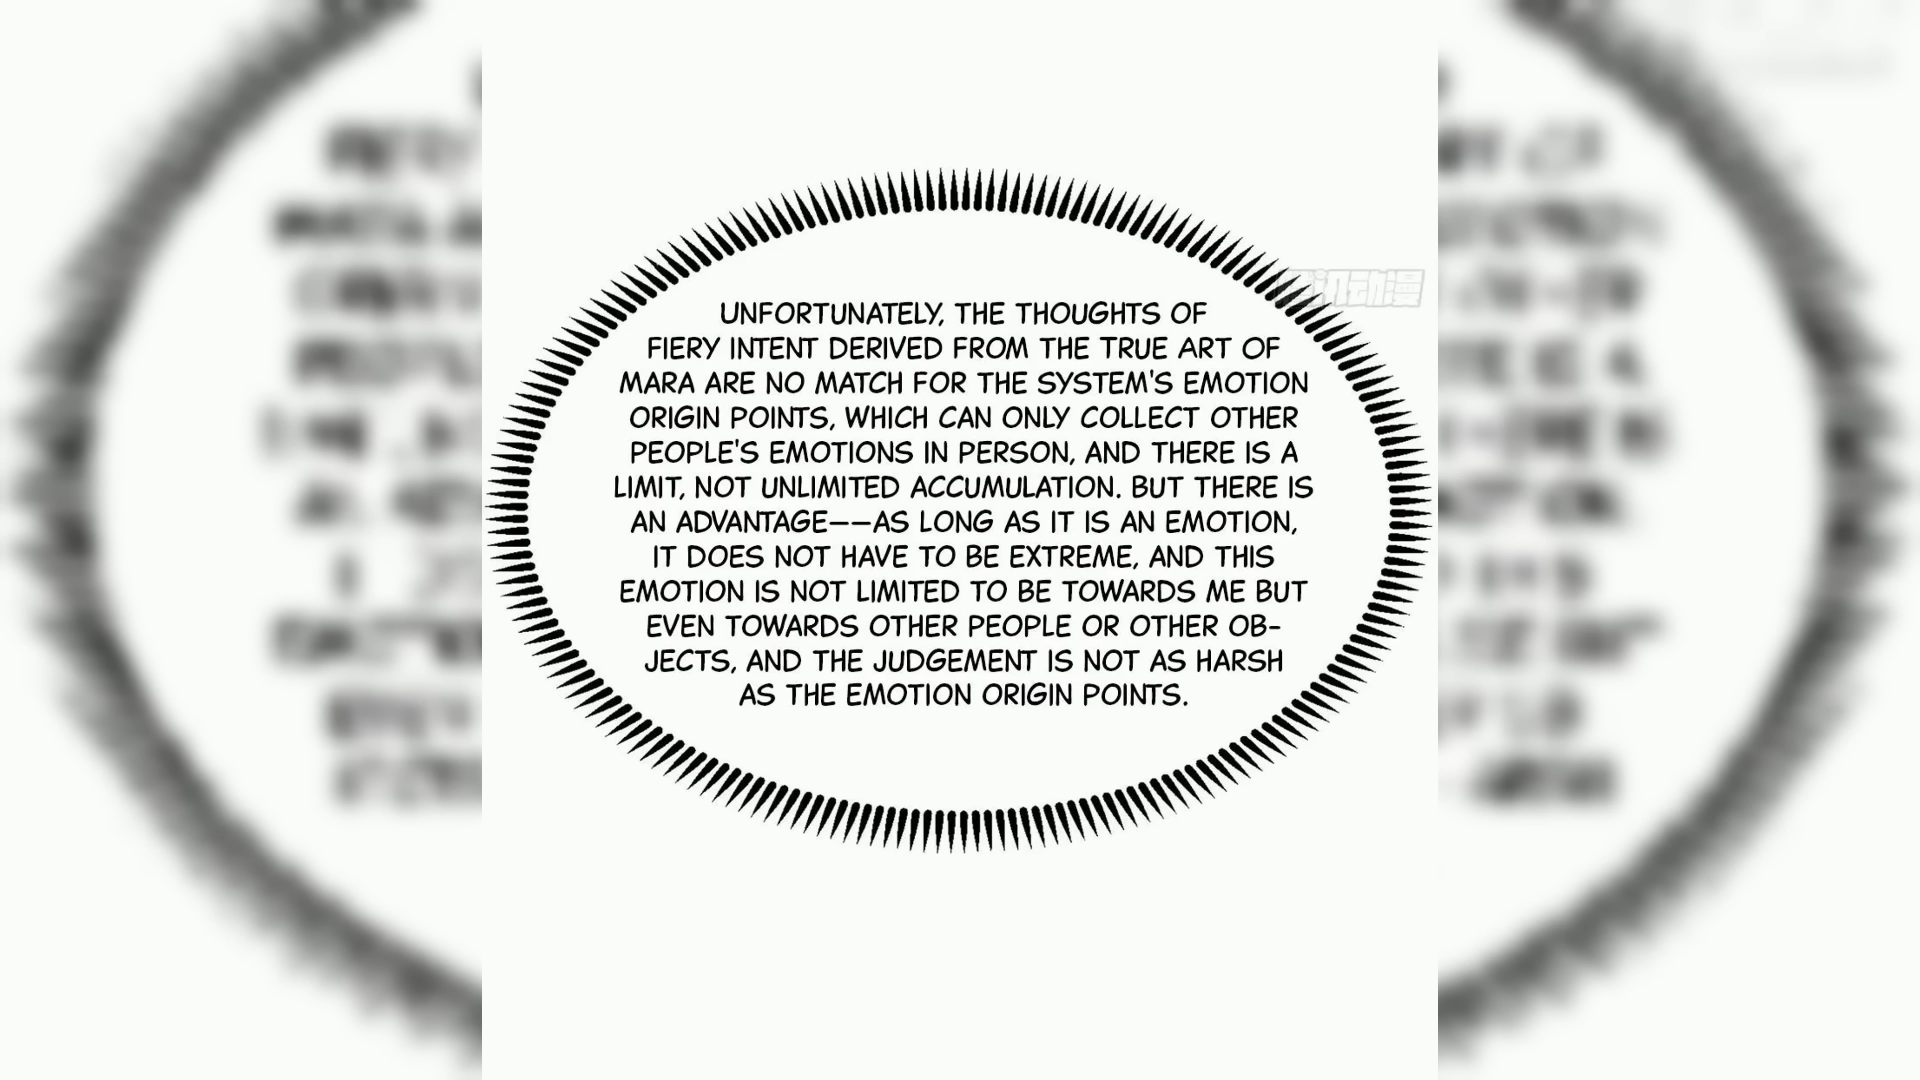 UNFORTUNATELY, THE THOUGHTS OF
FIERY INTENT DERIVED FROM THE TRUE ART OF
MARA ARE NO MATCH FOR THE SYSTEM'S EMOTION
ORIGIN POINTS, WHICH CAN ONLY COLLECT OTHER
PEOPLE'S EMOTIONS IN PERSON, AND THERE IS A
LIMIT, NOT UNLIMITED ACCUMULATION. BUT THERE IS
AN ADVANTAGE——AS LONG AS IT IS AN EMOTION,
IT DOES NOT HAVE TO BE EXTREME, AND THIS
EMOTION IS NOT LIMITED TO BE TOWARDS ME BUT
EVEN TOWARDS OTHER PEOPLE OR OTHER OB-
JECTS, AND THE JUDGEMENT IS NOT AS HARSH
AS THE EMOTION ORIGIN POINTS.